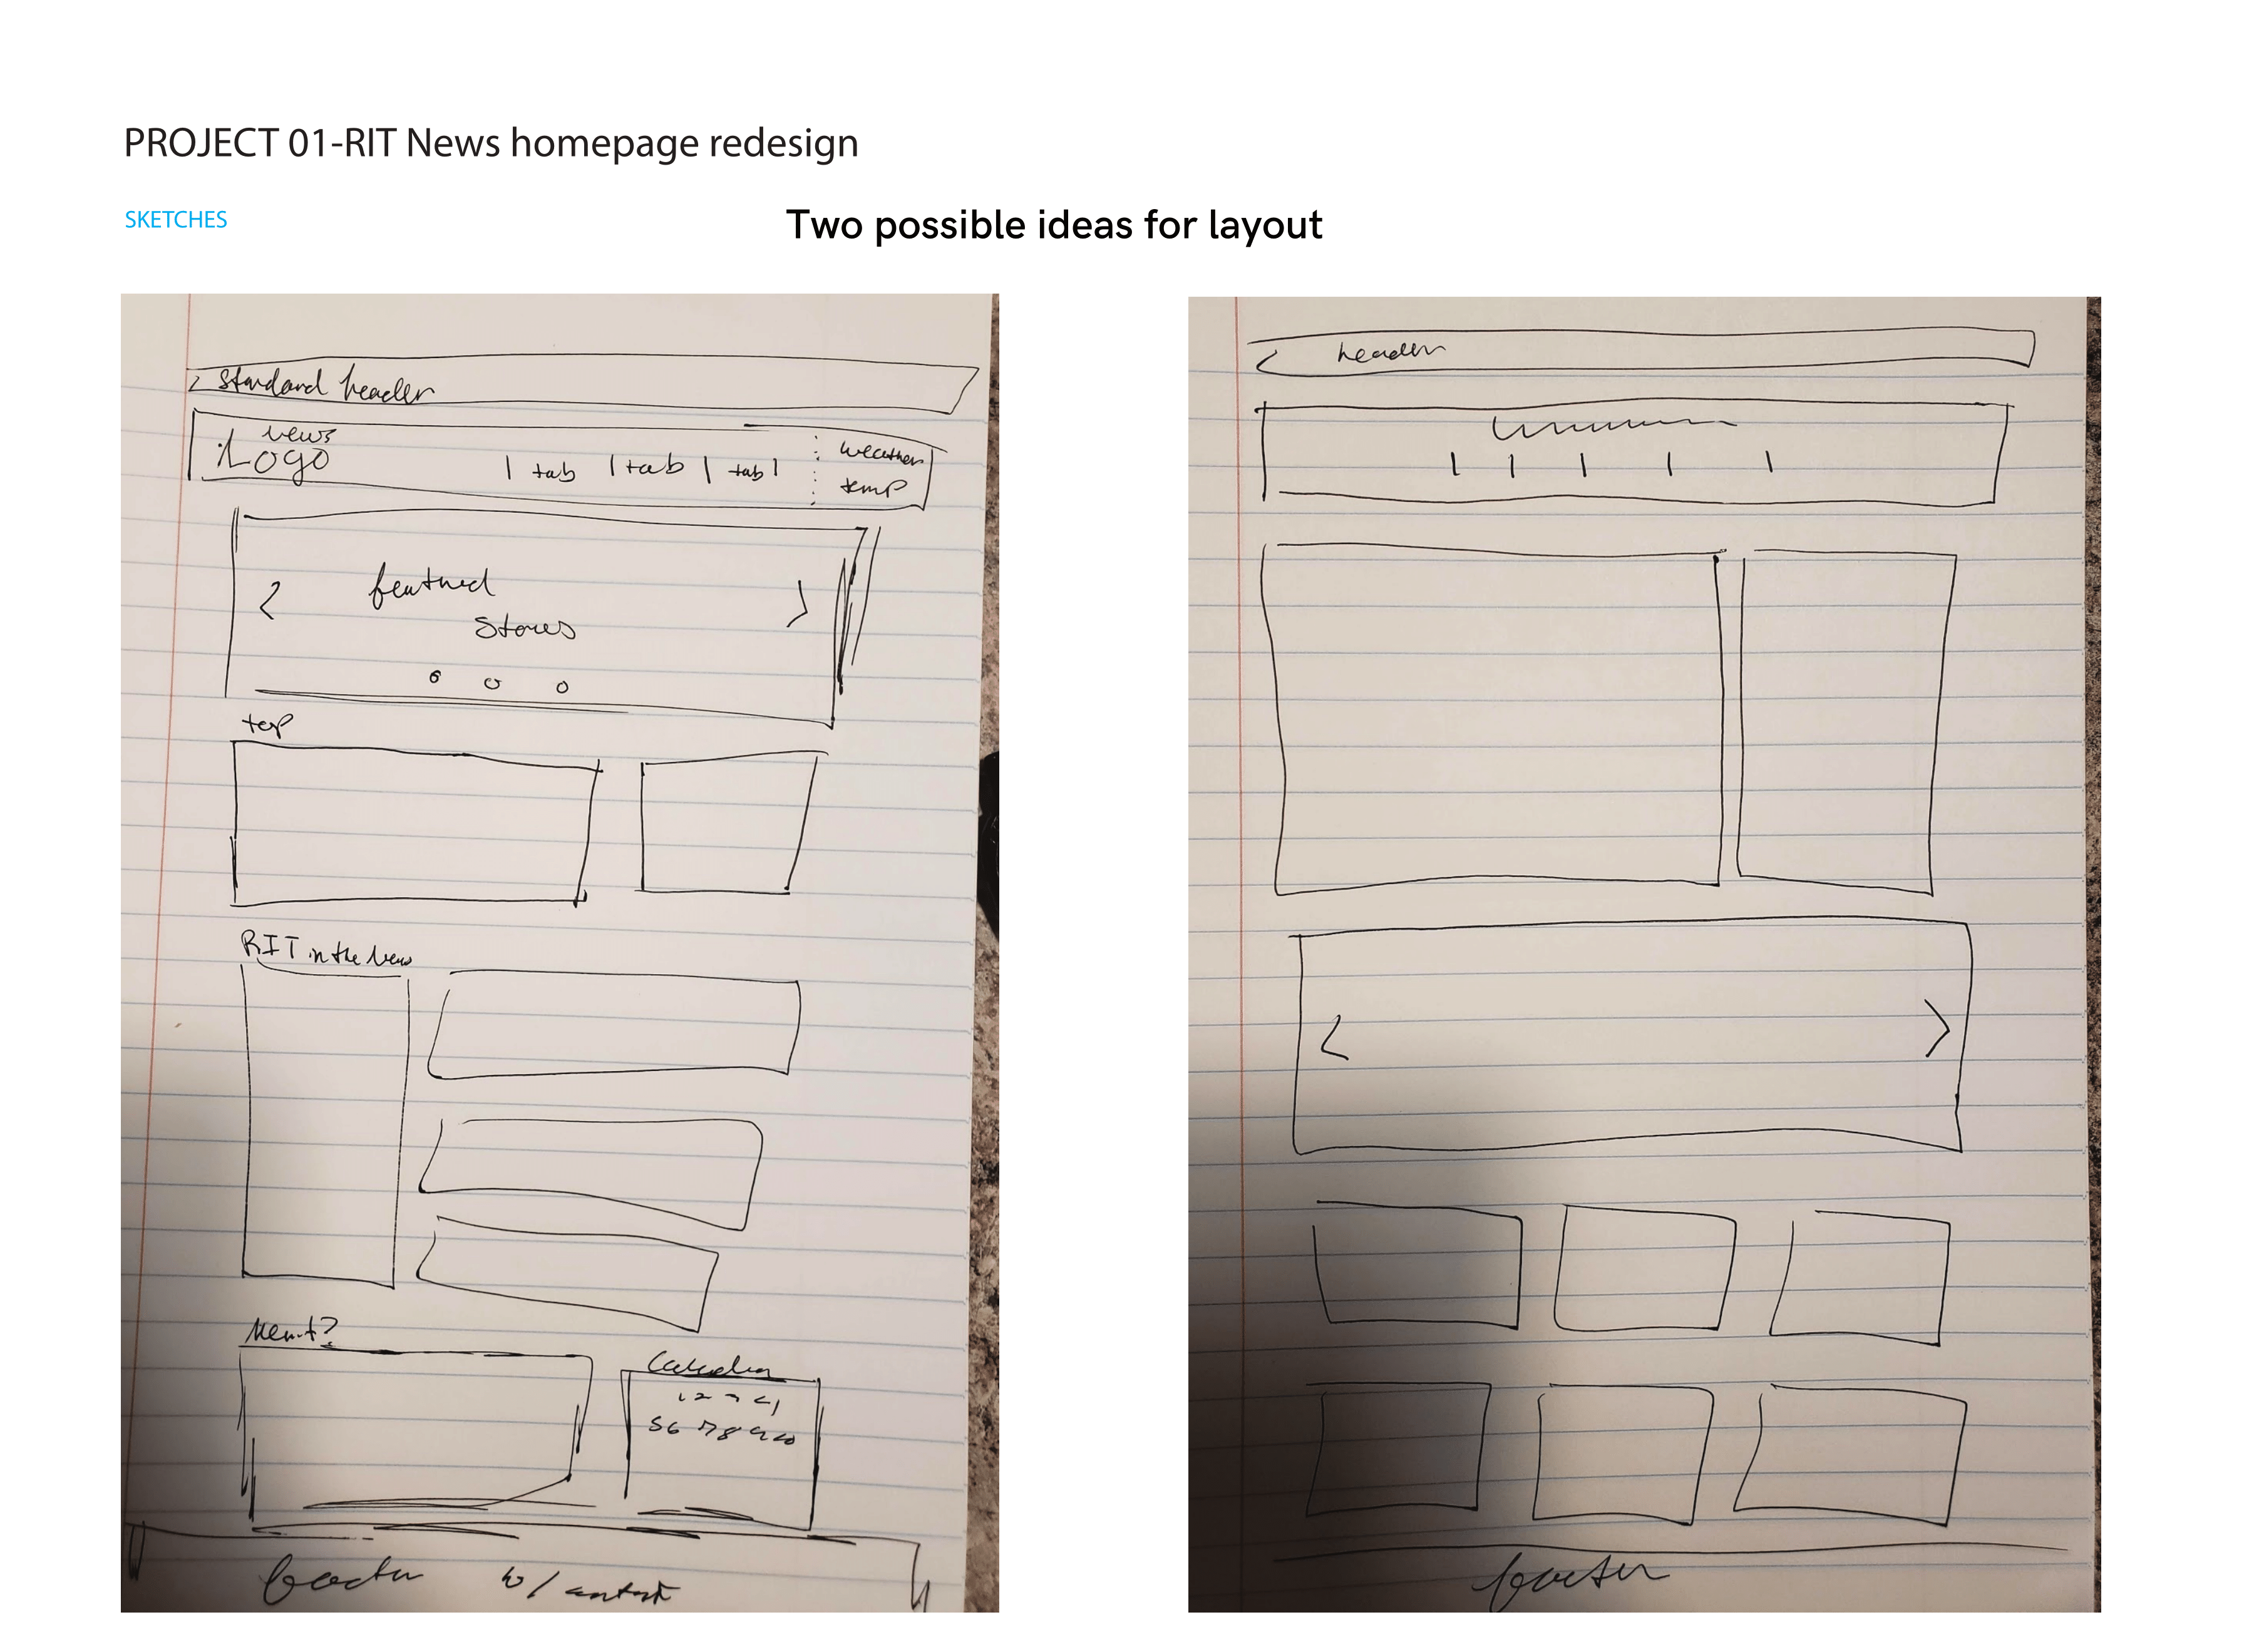 PROJECT 01-RIT News homepage redesign
SKETCHES
Two possible ideas for layout
standard header
news
Logo
| tab | tab | tab |
weather
temp
featured
stories
top
RIT in the News
Calendar
1 2 3 4
5 6 7 8 9 10
footer w/
header
footer